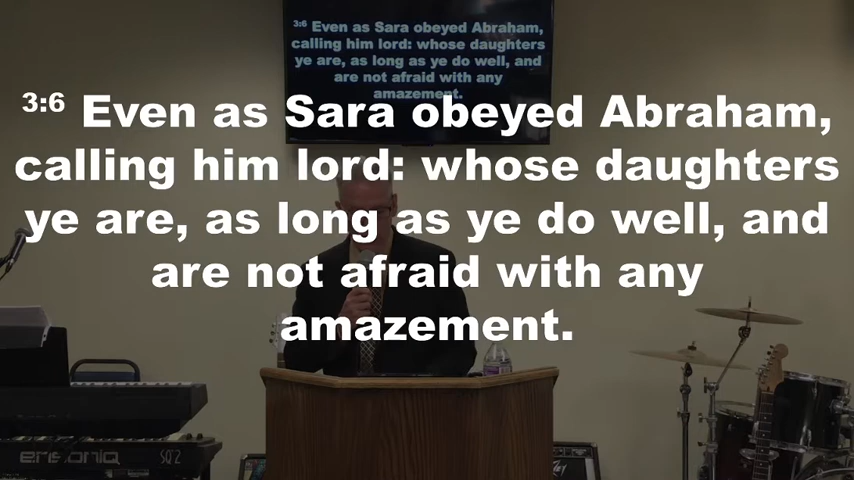 3:6 Even as Sara obeyed Abraham,
calling him lord: whose daughters
ye are, as long as ye do well, and
are not afraid with any
amazement.
3:6 Even as Sara obeyed Abraham,
calling him lord: whose daughters
ye are, as long as ye do well, and
are not afraid with any
amazement.
ensoniq SQ·2